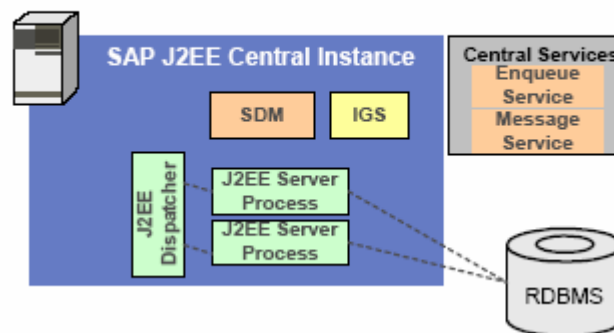 SAP J2EE Central Instance
Central Services
Enqueue
Service
Message
Service
SDM
IGS
J2EE
Dispatcher
J2EE Server
Process
J2EE Server
Process
RDBMS